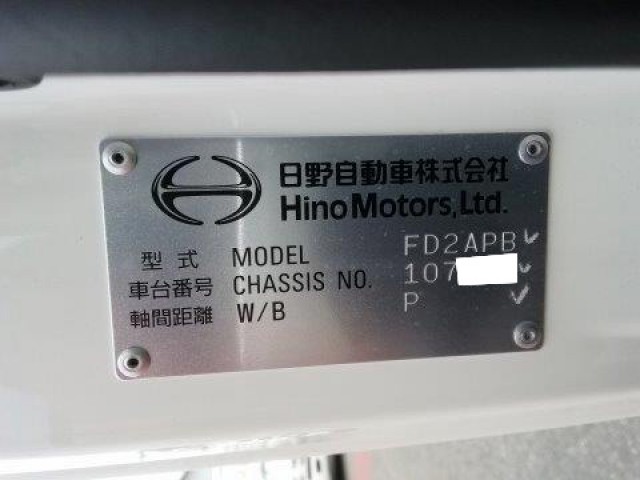 日野自動車株式会社
Hino Motors, Ltd.
型式 MODEL FD2APB
車台番号 CHASSIS NO. 107
軸間距離 W/B P